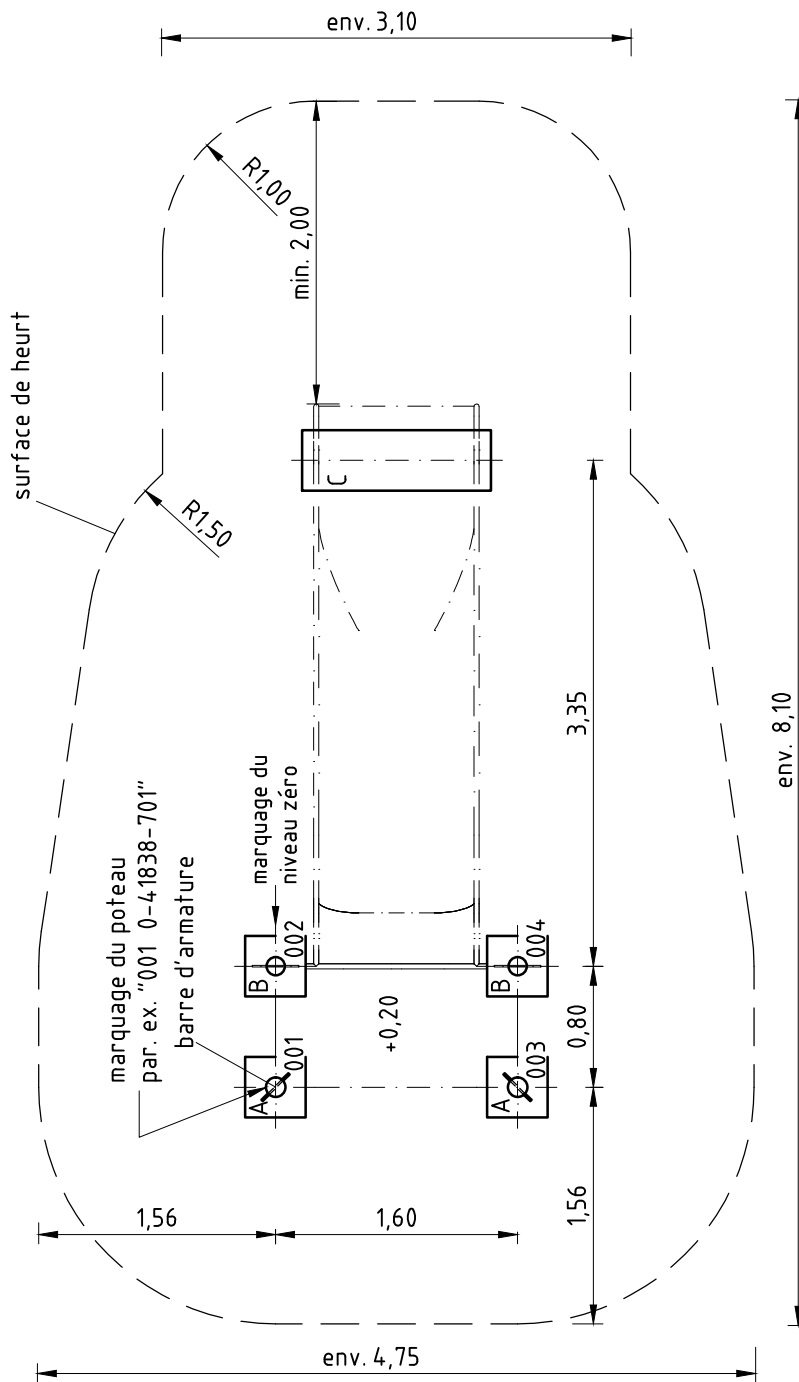 env. 3,10
R1,00
min. 2,00
surface de heurt
R1,50
C
3,35
env. 8,10
marquage du poteau
par. ex. "001 0-41838-701"
barre d'armature
marquage du
niveau zéro
B
002
B
004
+0,20
0,80
A
001
A
003
1,56
1,60
1,56
env. 4,75